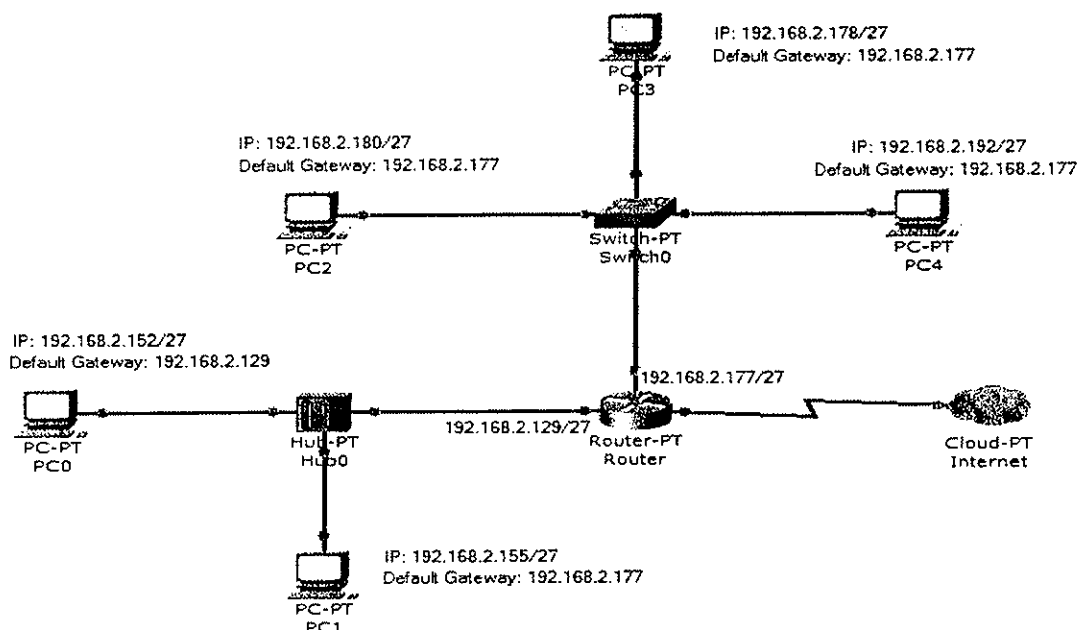 IP: 192.168.2.178/27
Default Gateway: 192.168.2.177
PC-PT
PC3
IP: 192.168.2.180/27
Default Gateway: 192.168.2.177
IP: 192.168.2.192/27
Default Gateway: 192.168.2.177
PC-PT
PC2
Switch-PT
Switch0
PC-PT
PC4
IP: 192.168.2.152/27
Default Gateway: 192.168.2.129
192.168.2.177/27
192.168.2.129/27
PC-PT
PC0
Hub-PT
Hub0
Router-PT
Router
Cloud-PT
Internet
IP: 192.168.2.155/27
Default Gateway: 192.168.2.177
PC-PT
PC1